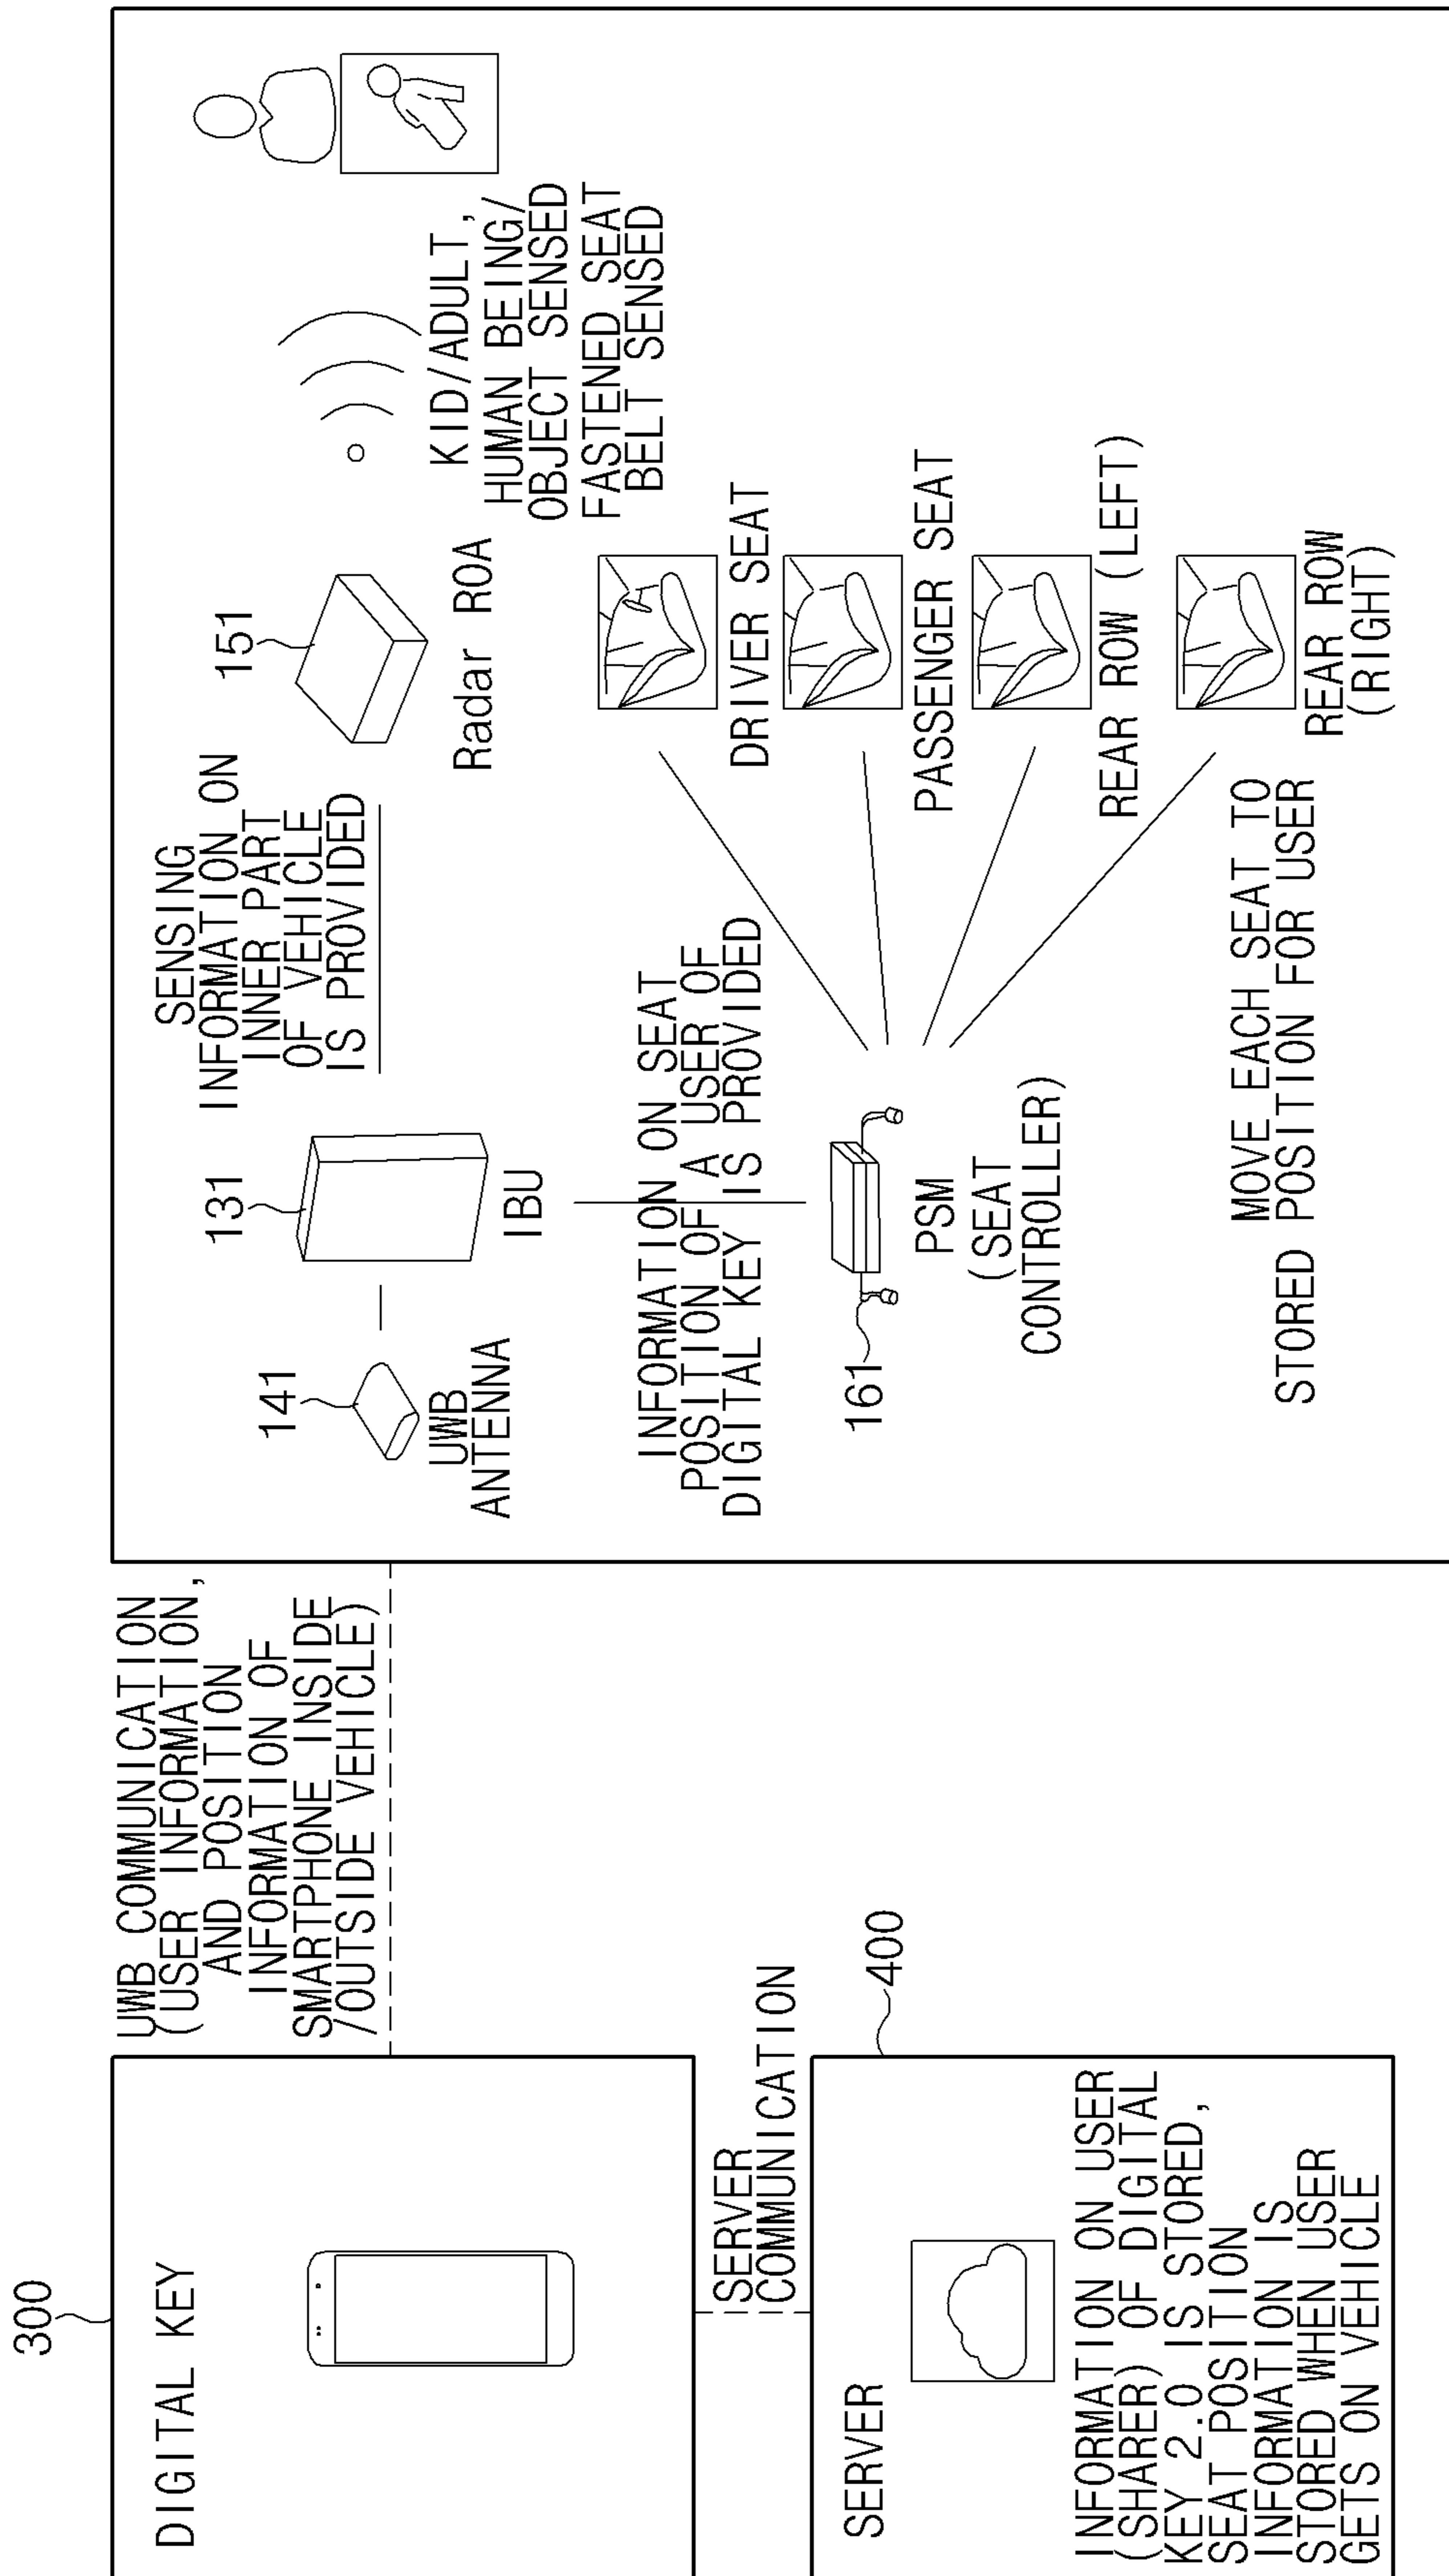 300
DIGITAL KEY
UWB COMMUNICATION
(USER INFORMATION,
AND POSITION
INFORMATION OF
SMARTPHONE INSIDE
/OUTSIDE VEHICLE)
SERVER
COMMUNICATION
400
SERVER
INFORMATION ON USER
(SHARER) OF DIGITAL
KEY 2.0 IS STORED,
SEAT POSITION
INFORMATION IS
STORED WHEN USER
GETS ON VEHICLE
141
UWB
ANTENNA
131
IBU
SENSING
INFORMATION ON
INNER PART
OF VEHICLE
IS PROVIDED
151
Radar ROA
KID/ADULT,
HUMAN BEING/
OBJECT SENSED
FASTENED SEAT
BELT SENSED
INFORMATION ON SEAT
POSITION OF A USER OF
DIGITAL KEY IS PROVIDED
161
PSM
(SEAT
CONTROLLER)
DRIVER SEAT
PASSENGER SEAT
REAR ROW (LEFT)
REAR ROW
(RIGHT)
MOVE EACH SEAT TO
STORED POSITION FOR USER